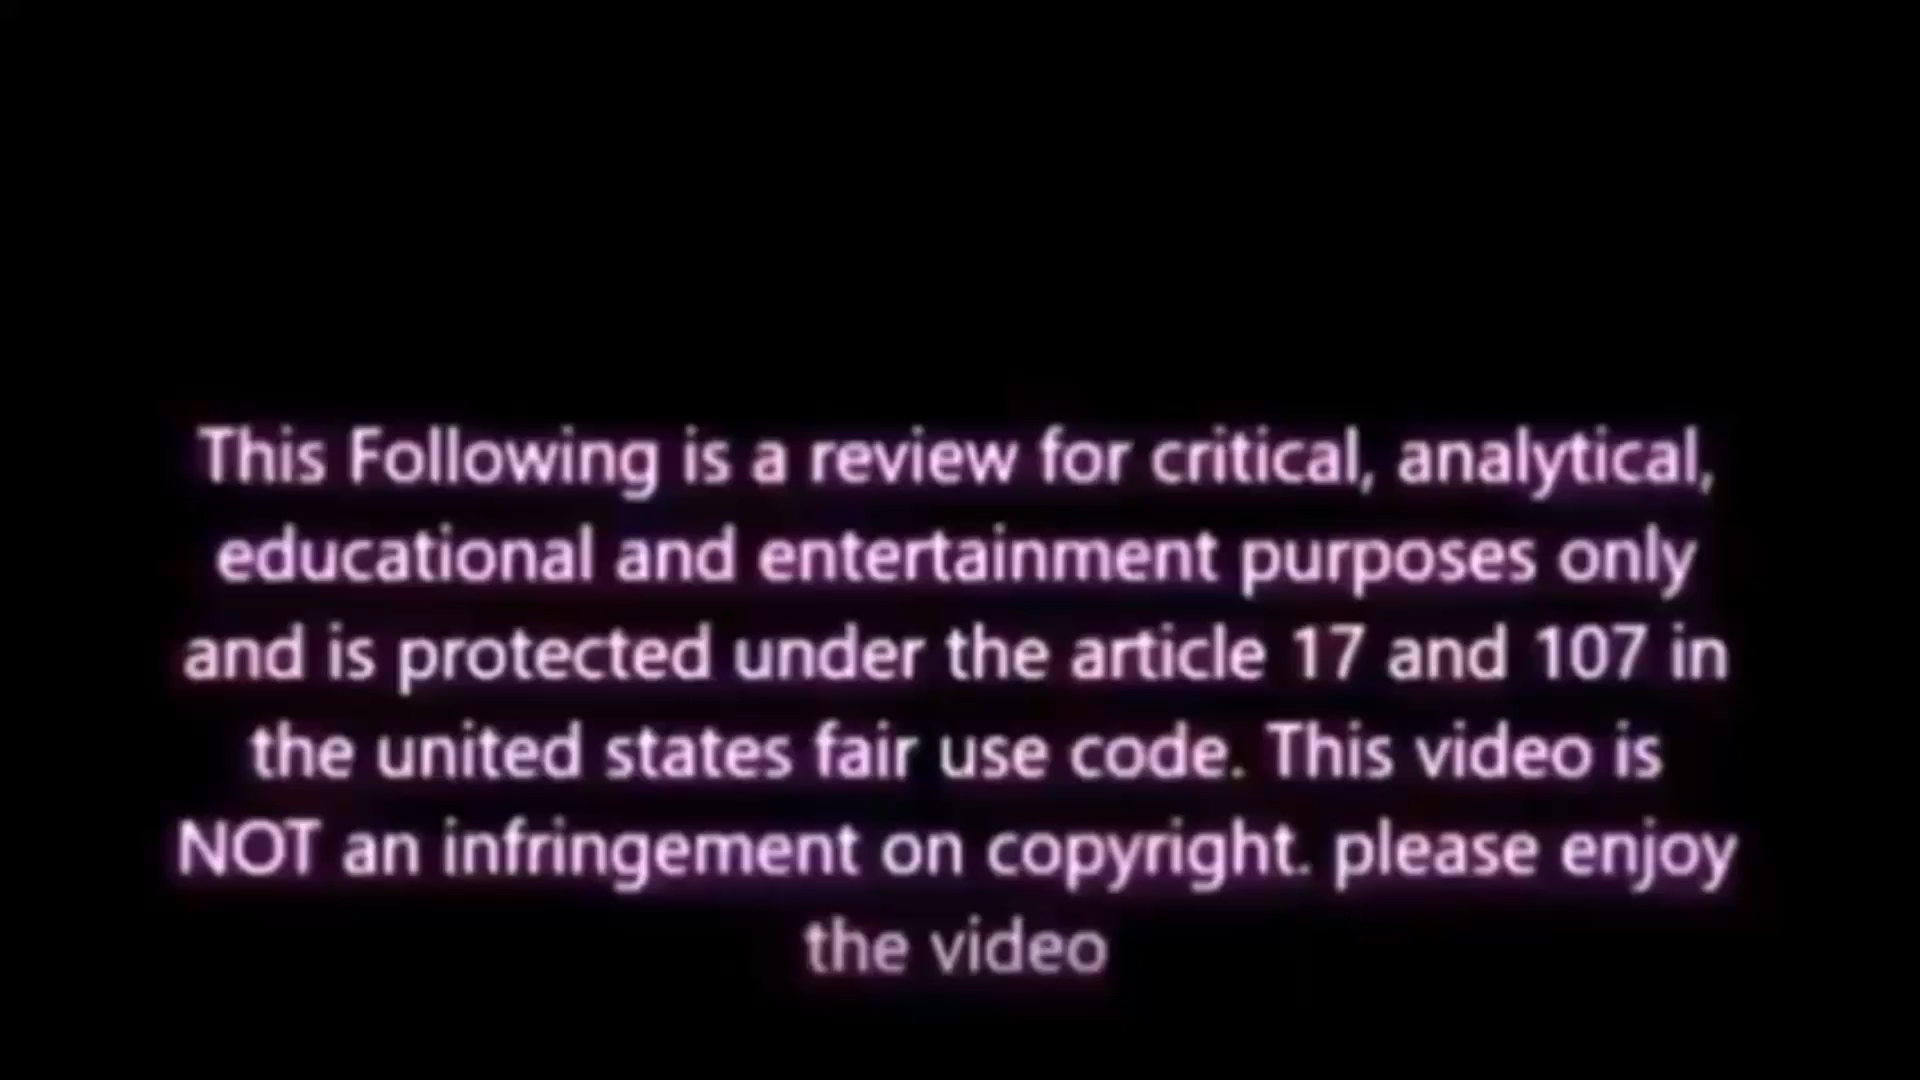 This Following is a review for critical, analytical,
educational and entertainment purposes only
and is protected under the article 17 and 107 in
the united states fair use code. This video is
NOT an infringement on copyright. please enjoy
the video